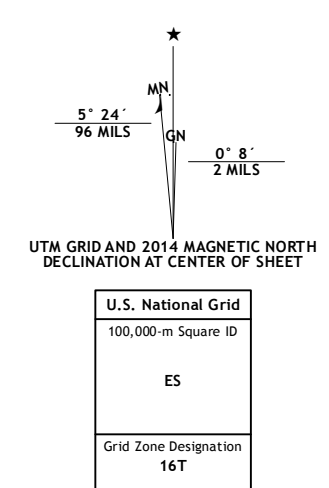 ★
MN.
5° 24´
96 MILS
GN
0° 8´
2 MILS
UTM GRID AND 2014 MAGNETIC NORTH
DECLINATION AT CENTER OF SHEET
U.S. National Grid
100,000-m Square ID
ES
Grid Zone Designation
16T